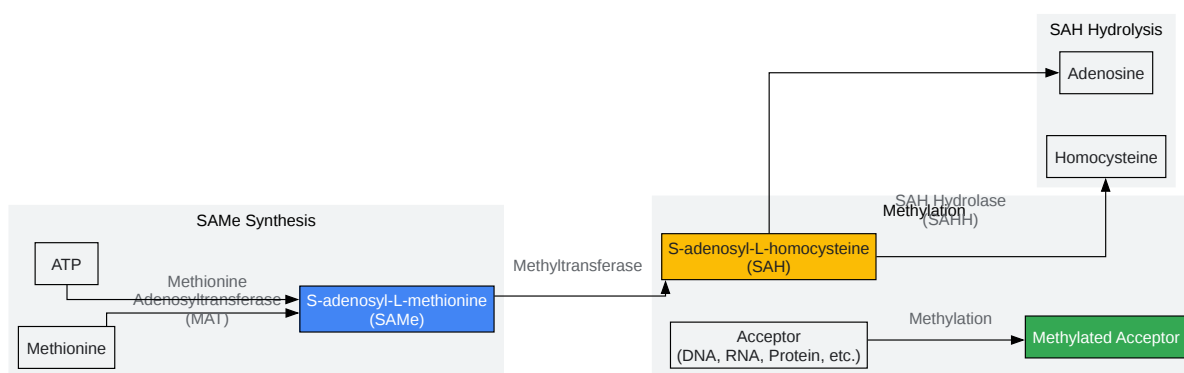 SAH Hydrolysis
Adenosine
Homocysteine
SAMe Synthesis
ATP
Methionine
Adenosyltransferase
(MAT)
Methionine
S-adenosyl-L-methionine
(SAMe)
Methyltransferase
Methylation
SAH Hydrolase
(SAHH)
S-adenosyl-L-homocysteine
(SAH)
Acceptor
(DNA, RNA, Protein, etc.)
Methylation
Methylated Acceptor